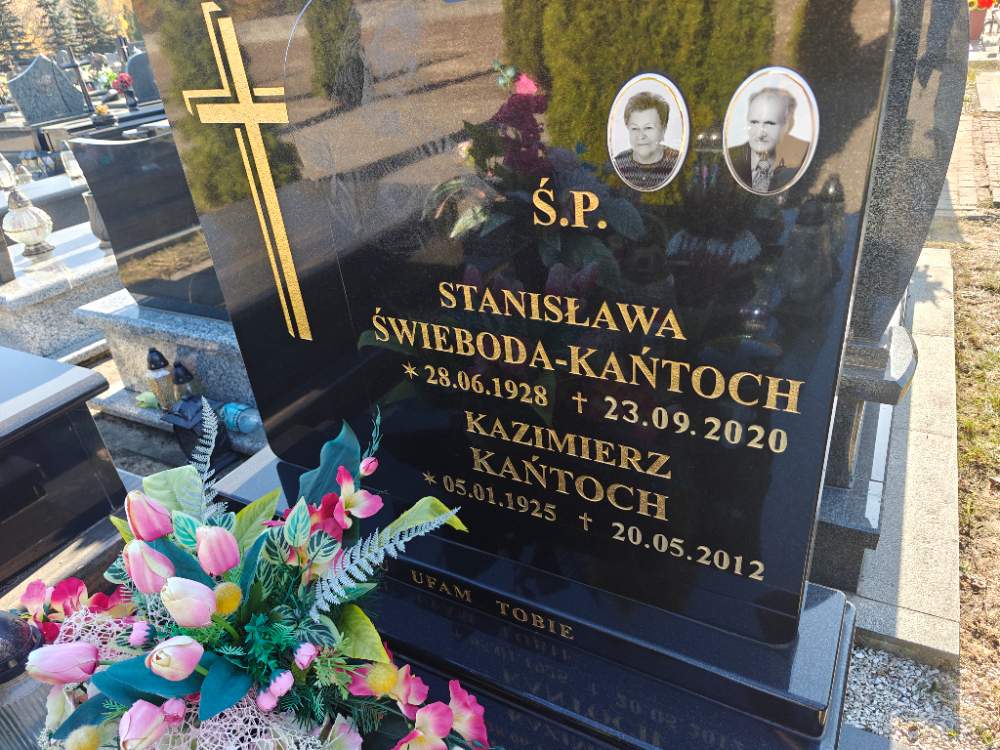 Ś.P.
STANISŁAWA
ŚWIEBODA-KAŃTOCH
* 28.06.1928 † 23.09.2020
KAZIMIERZ
KAŃTOCH
* 05.01.1925 † 20.05.2012
UFAM TOBIE